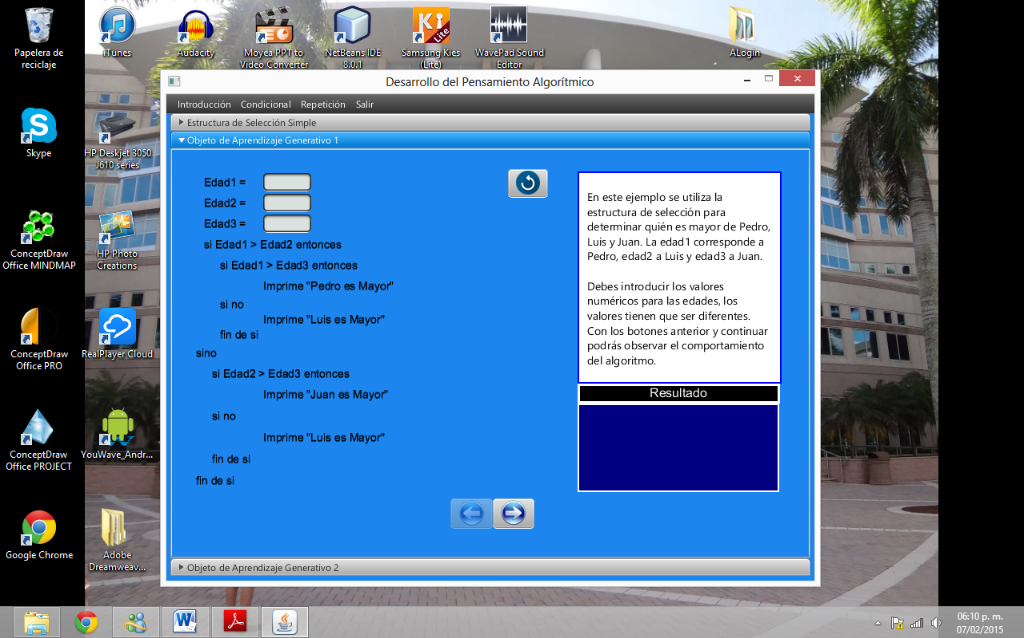 Papelera de
reciclaje
iTunes
Audacity
Moyea PPT to
Video Converter
NetBeans IDE
8.0.1
Ki
Lite
Samsung Kies
(Lite)
WavePad Sound
Editor
ALogin
Skype
HP Deskjet 3050
J610 series
ConceptDraw
Office MINDMAP
HP Photo
Creations
ConceptDraw
Office PRO
RealPlayer Cloud
ConceptDraw
Office PROJECT
YouWave_Andr...
Google Chrome
Adobe
Dreamweav...
Desarrollo del Pensamiento Algorítmico
Introducción Condicional Repetición Salir
Estructura de Selección Simple
Objeto de Aprendizaje Generativo 1
Edad1 =
Edad2 =
Edad3 =
si Edad1 > Edad2 entonces
si Edad1 > Edad3 entonces
Imprime "Pedro es Mayor"
si no
Imprime "Luis es Mayor"
fin de si
sino
si Edad2 > Edad3 entonces
Imprime "Juan es Mayor"
si no
Imprime "Luis es Mayor"
fin de si
fin de si
En este ejemplo se utiliza la
estructura de selección para
determinar quién es mayor de Pedro,
Luis y Juan. La edad1 corresponde a
Pedro, edad2 a Luis y edad3 a Juan.
Debes introducir los valores
numéricos para las edades, los
valores tienen que ser diferentes.
Con los botones anterior y continuar
podrás observar el comportamiento
del algoritmo.
Resultado
Objeto de Aprendizaje Generativo 2
06:10 p. m.
07/02/2015